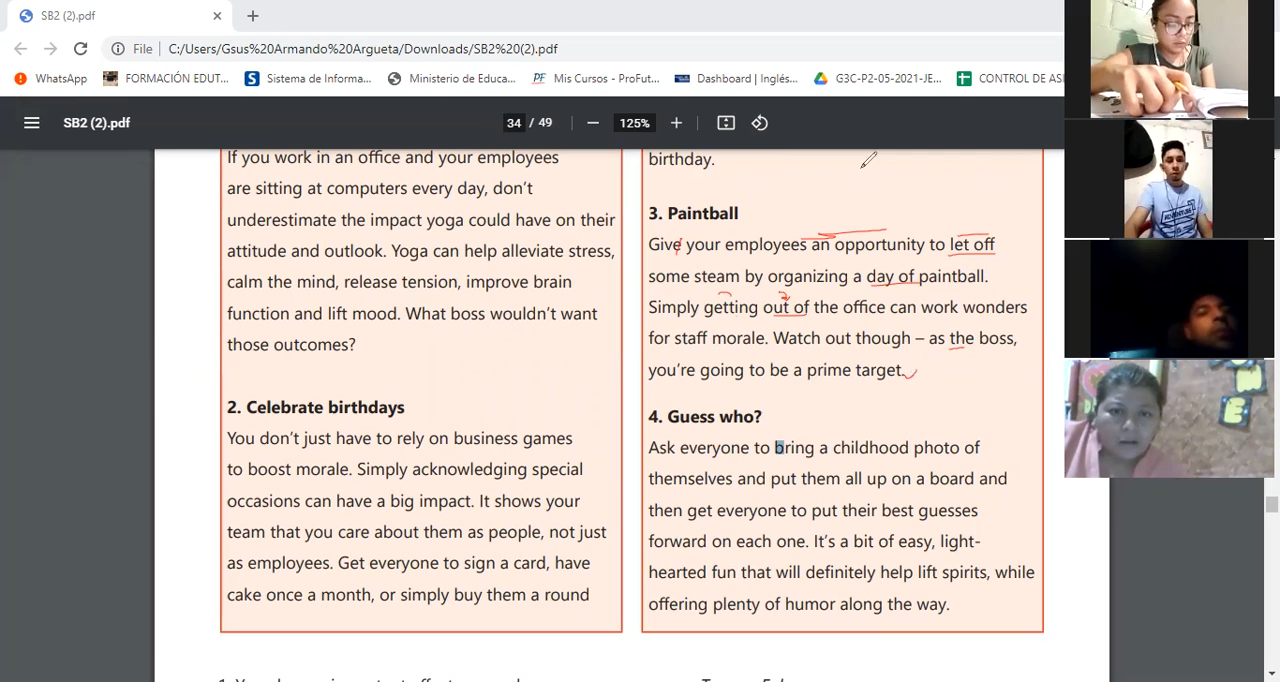 SB2 (2).pdf
File
C:/Users/Gsus%20Armando%20Argueta/Downloads/SB2%20(2).pdf
WhatsApp
FORMACIÓN EDUT...
Sistema de Informa...
Ministerio de Educa...
Mis Cursos - ProFut...
Dashboard | Inglés...
G3C-P2-05-2021-JE...
CONTROL DE ASI
SB2 (2).pdf
34 / 49
125%
If you work in an office and your employees
are sitting at computers every day, don't
underestimate the impact yoga could have on their
attitude and outlook. Yoga can help alleviate stress,
calm the mind, release tension, improve brain
function and lift mood. What boss wouldn't want
those outcomes?
2. Celebrate birthdays
You don't just have to rely on business games
to boost morale. Simply acknowledging special
occasions can have a big impact. It shows your
team that you care about them as people, not just
as employees. Get everyone to sign a card, have
cake once a month, or simply buy them a round
birthday.
3. Paintball
Give your employees an opportunity to let off
some steam by organizing a day of paintball.
Simply getting out of the office can work wonders
for staff morale. Watch out though – as the boss,
you're going to be a prime target.
4. Guess who?
Ask everyone to bring a childhood photo of
themselves and put them all up on a board and
then get everyone to put their best guesses
forward on each one. It's a bit of easy, light-
hearted fun that will definitely help lift spirits, while
offering plenty of humor along the way.